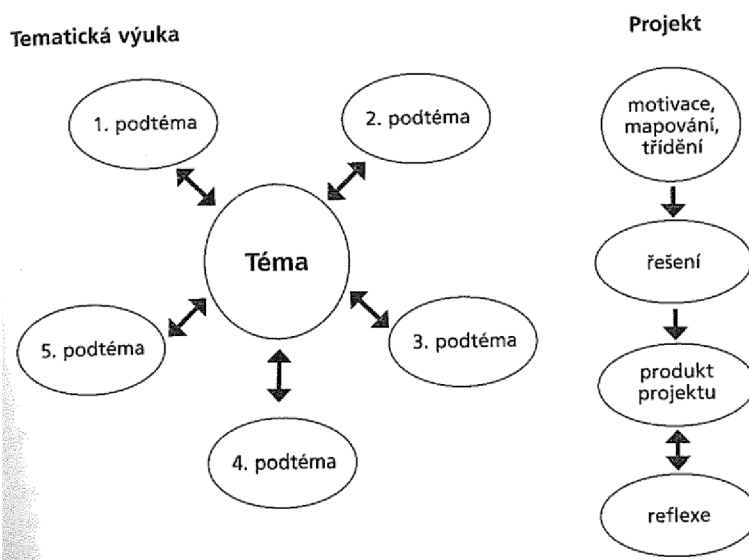 Tematická výuka
1. podtéma
2. podtéma
Téma
5. podtéma
3. podtéma
4. podtéma
Projekt
motivace,
mapování,
třídění
řešení
produkt
projektu
reflexe